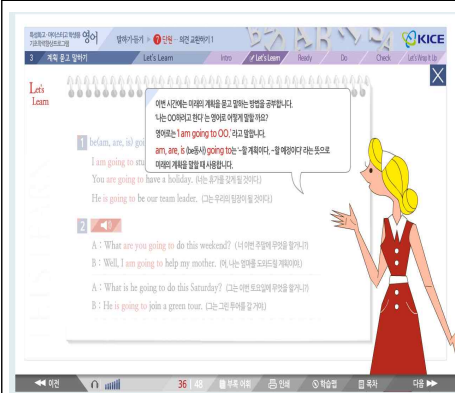 특성화고·마이스터고 학생용 영어
기초학력향상프로그램
말하기·듣기 ▶ 7 단원 - 의견 교환하기 1
KICE
3 계획 묻고 말하기
Let's Learn
Intro
Let's Learn
Ready
Do
Check
Let's Wrap It Up
Let's
Learn
이번 시간에는 미래의 계획을 묻고 말하는 방법을 공부합니다.
'나는 OO하려고 한다'는 영어로 어떻게 말할 까요?
영어로는 'I am going to OO.' 라고 말합니다.
am, are, is (be동사) going to는 '~할 계획이다, ~할 예정이다' 라는 뜻으로
미래의 계획을 말할 때 사용합니다.
1 be(am, are, is) goi
I am going to stu
You are going to have a holiday. (너는 휴가를 갖게 될 것이다.)
He is going to be our team leader. (그는 우리의 팀장이 될 것이다.)
2
A : What are you going to do this weekend? (너 이번 주말에 무엇을 할거니?)
B : Well, I am going to help my mother. (어, 나는 엄마를 도와드릴 계획이야.)
A : What is he going to do this Saturday? (그는 이번 토요일에 무엇을 할거니?)
B : He is going to join a green tour. (그는 그린 투어를 갈 거야.)
이전
36 | 48
부록 어휘
인쇄
학습점
목차
다음